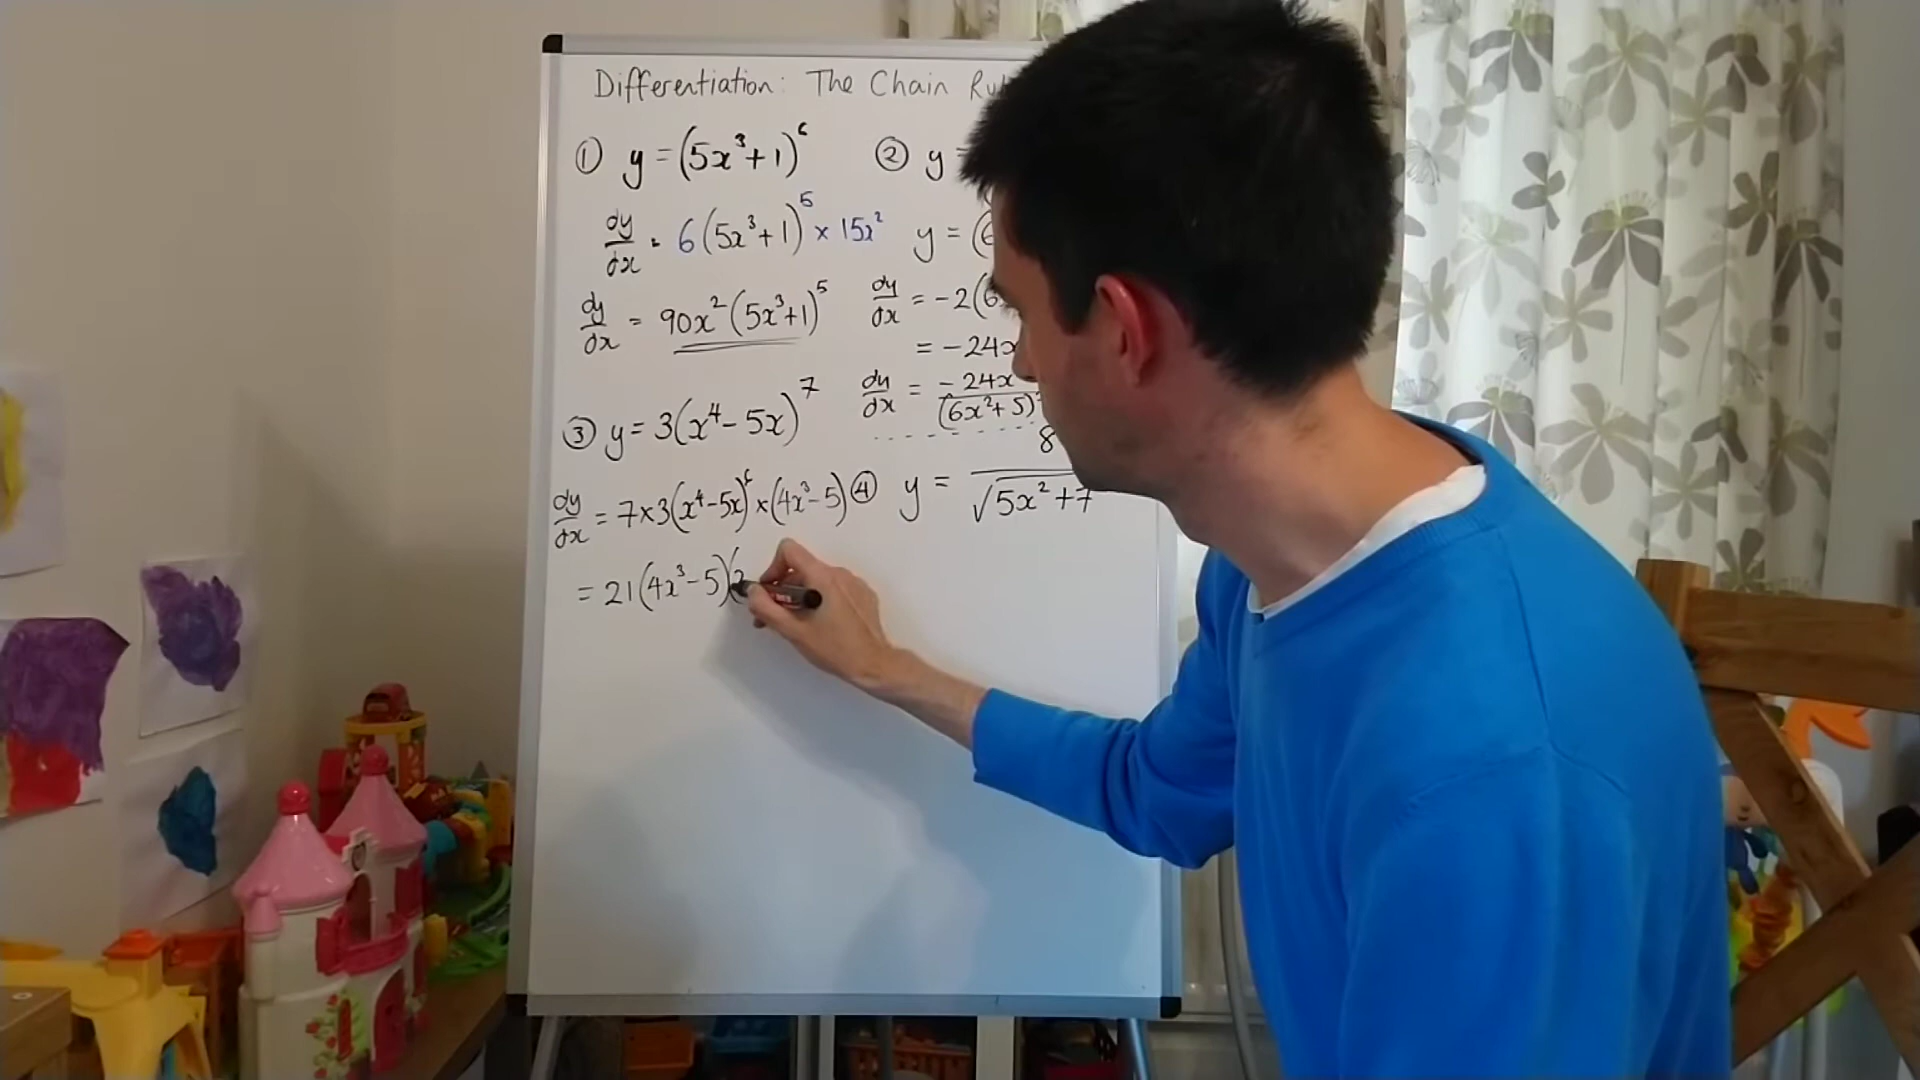 Differentiation: The Chain
① y = (5x³+1)⁶
dy/dx = 6(5x³+1)⁵ × 15x²
dy/dx = 90x²(5x³+1)⁵
② y =
y = (6
dy/dx = -2(6
= -24x
dy/dx = -24x/(6x²+5)
③ y = 3(x⁴-5x)⁷
dy/dx = 7×3(x⁴-5x)⁶×(4x³-5)
= 21(4x³-5)(
④ y = 8/√5x²+7